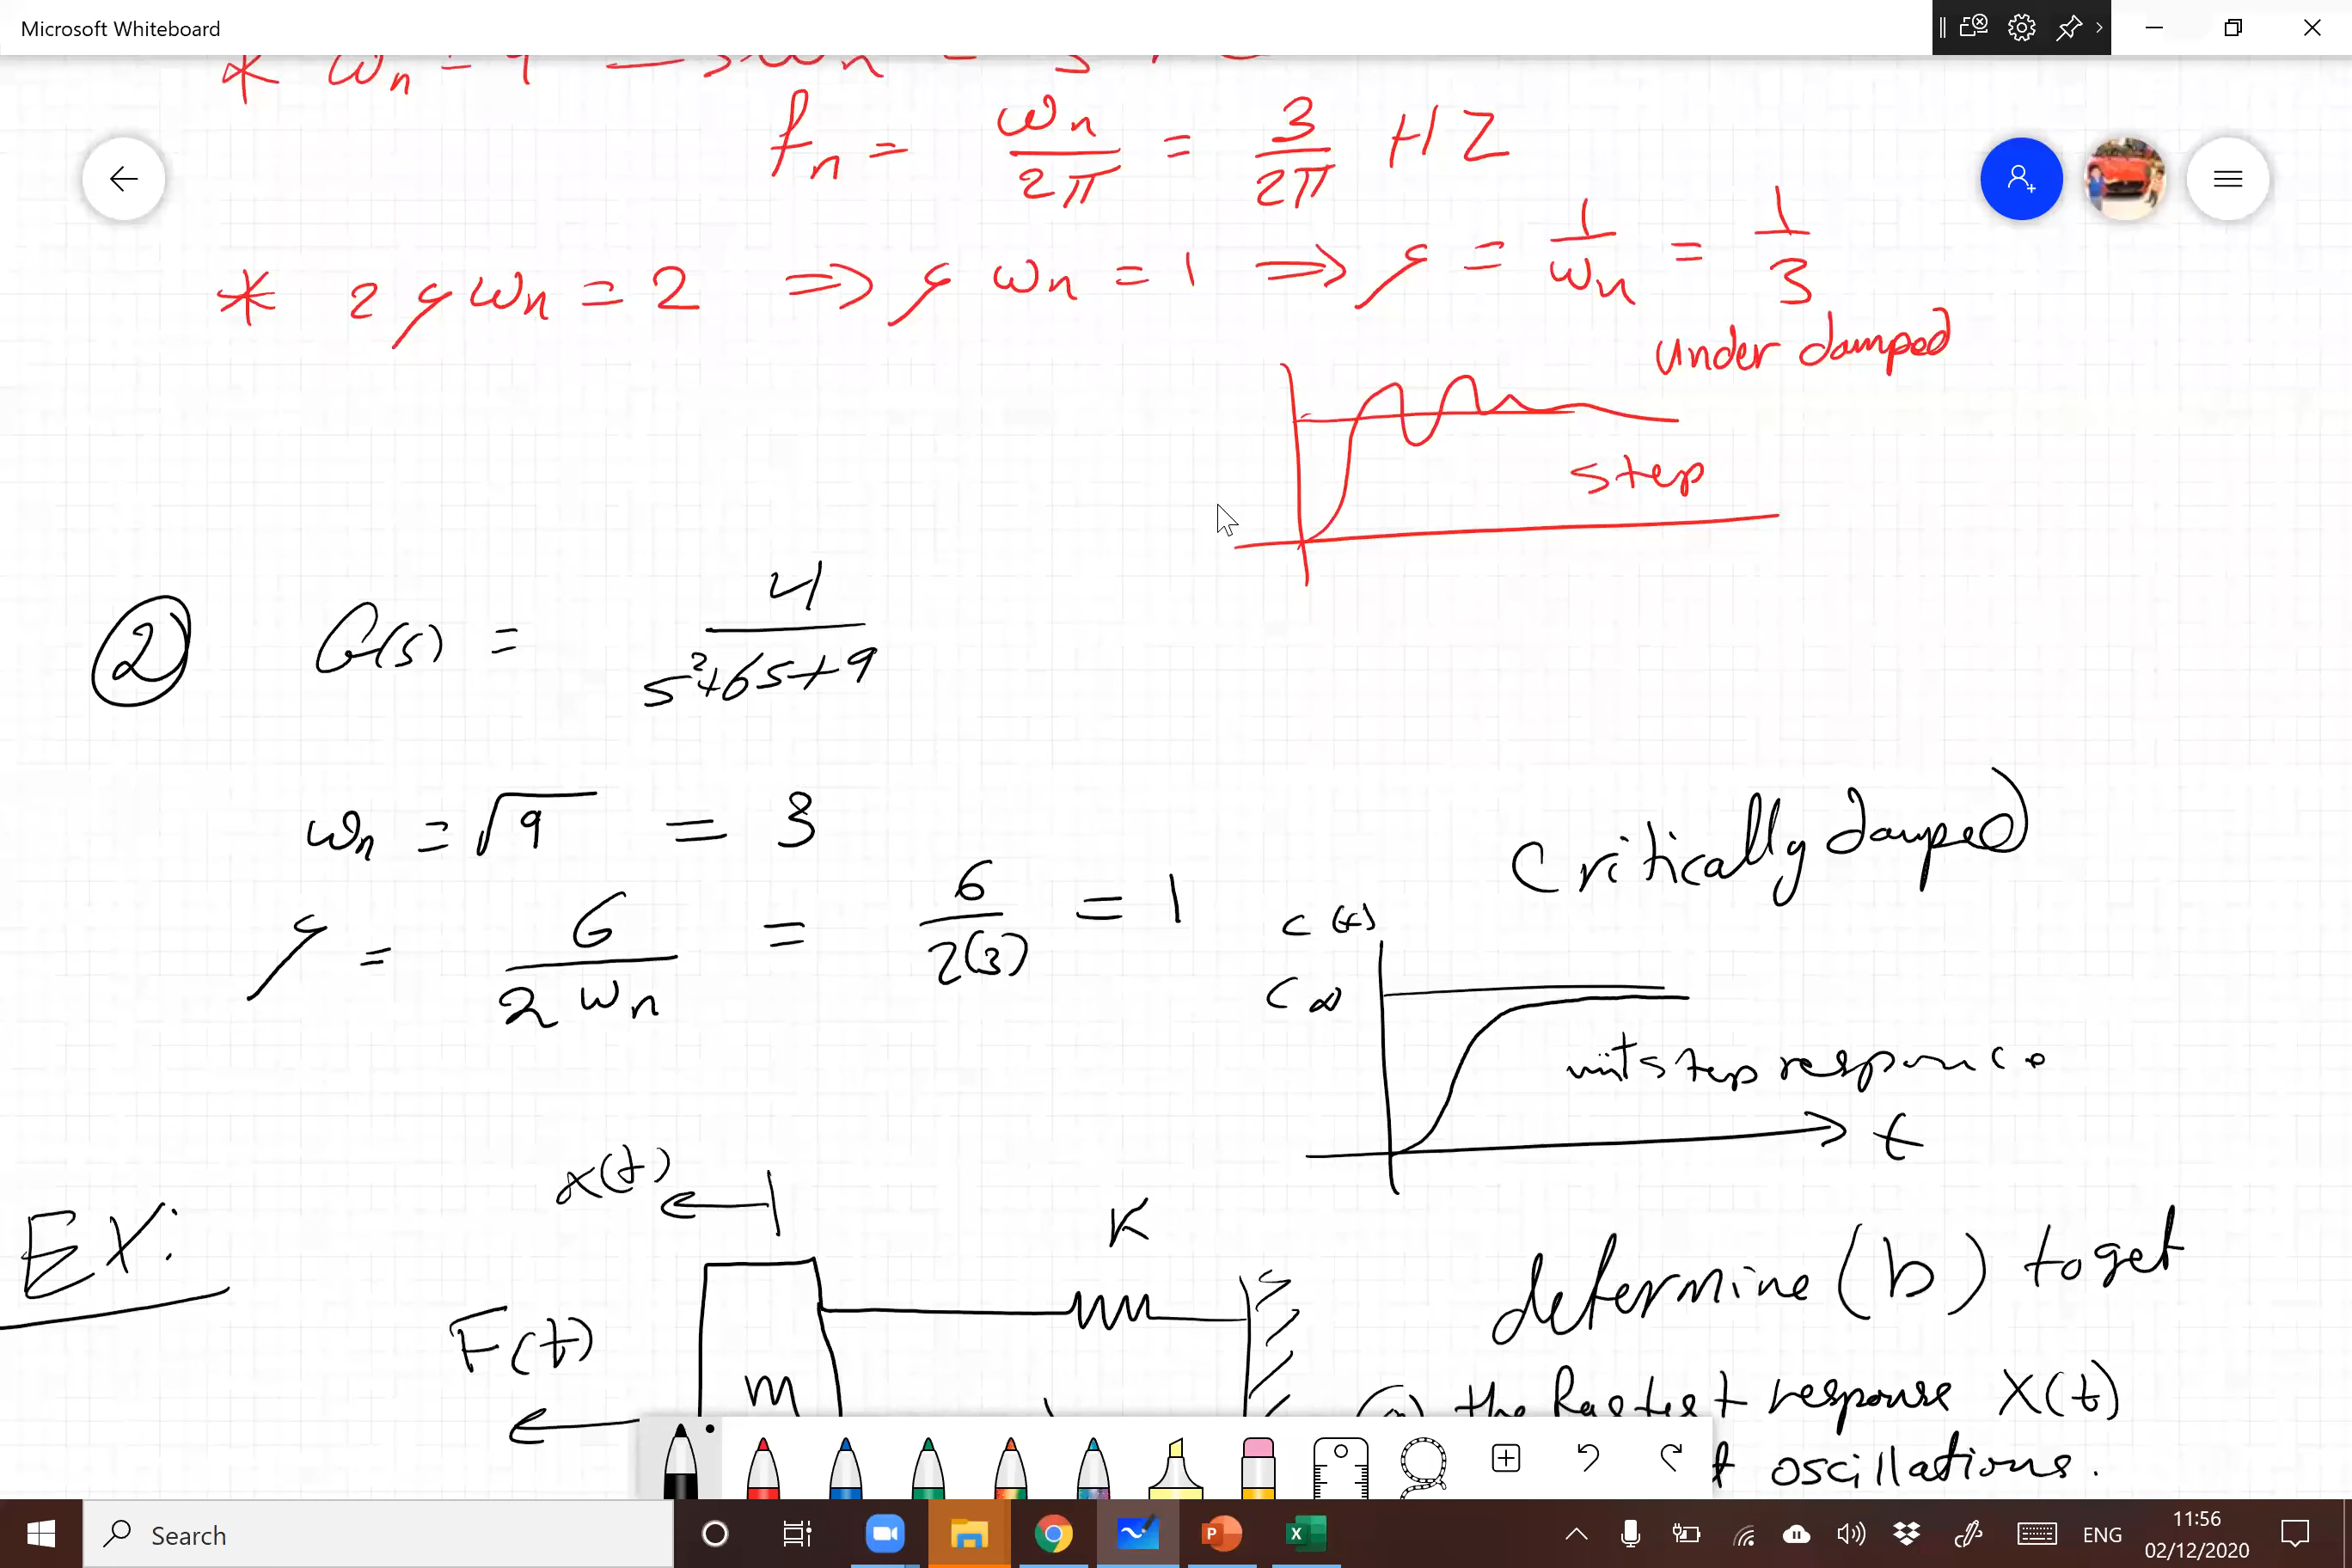 Microsoft Whiteboard
fn = ωn / 2π = 3 / 2π HZ
* 2 ζ ωn = 2 ⇒ ζ ωn = 1 ⇒ ζ = 1 / ωn = 1 / 3
under damped
step
② G(s) = 4 / s²+6s+9
ωn = √9 = 3
ζ = 6 / 2 ωn = 6 / 2(3) = 1
Critically damped
c(t)
C∞
unit step response
t
x(t)
K
EX:
F(t)
m
determine (b) to get
the fastest response X(t)
oscillations.
Search
P
X
ENG
11:56
02/12/2020